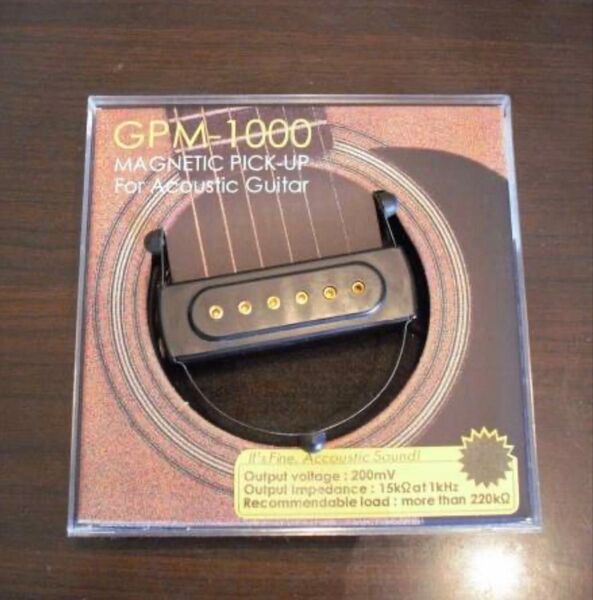 GPM-1000
MAGNETIC PICK-UP
For Acoustic Guitar
It's Fine, Accoustic Sound!
Output voltage : 200mV
Output impedance : 15kΩ at 1kHz
Recommendable load : more than 220kΩ